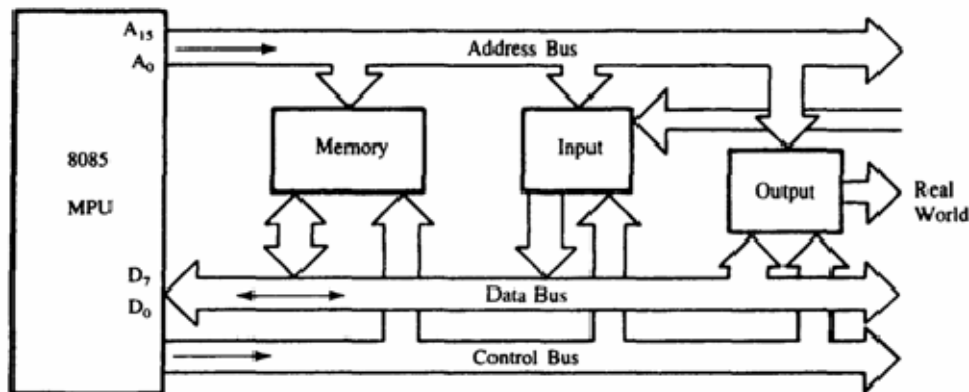 A15
Address Bus
A0
Memory
Input
8085
MPU
Output
Real
World
D7
D0
Data Bus
Control Bus